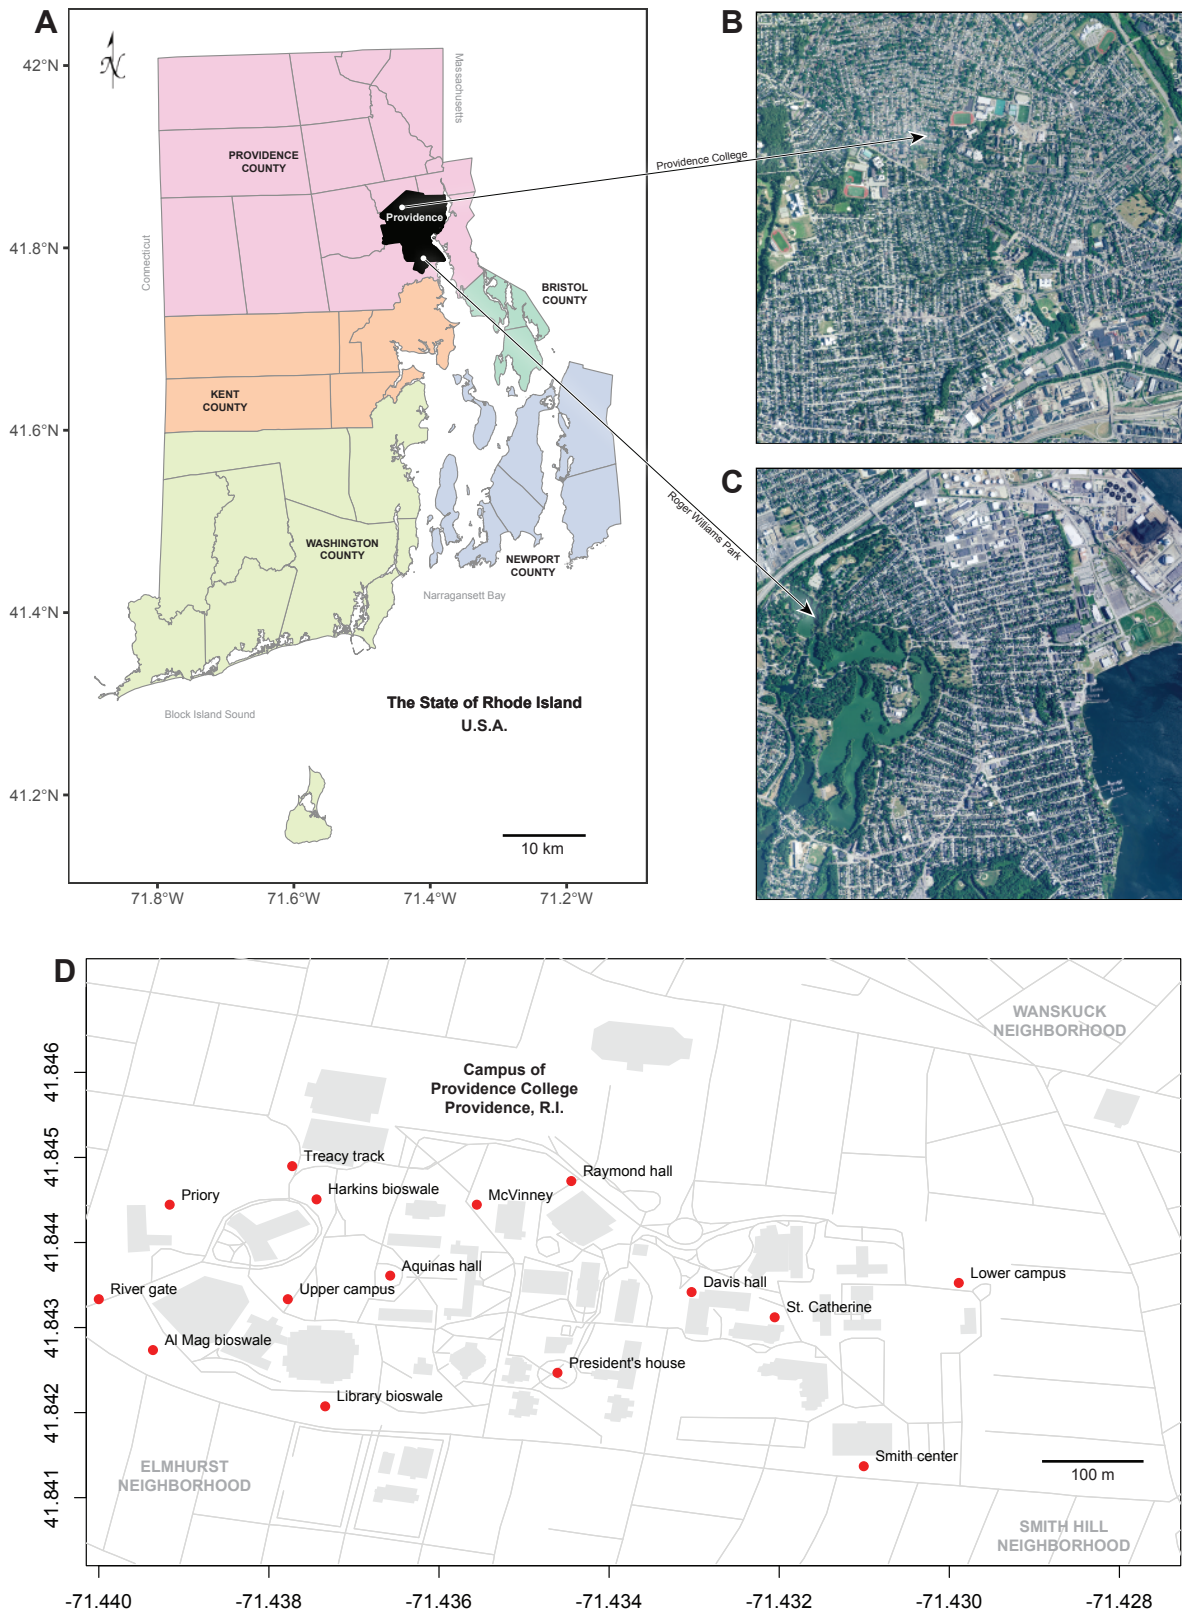 A
N
42°N
41.8°N
41.6°N
41.4°N
41.2°N
71.8°W
71.6°W
71.4°W
71.2°W
Massachusetts
Connecticut
PROVIDENCE
COUNTY
Providence
BRISTOL
COUNTY
KENT
COUNTY
WASHINGTON
COUNTY
NEWPORT
COUNTY
Narragansett Bay
Block Island Sound
The State of Rhode Island
U.S.A.
10 km
Providence College
Roger Williams Park
B
C
D
WANSKUCK
NEIGHBORHOOD
Campus of
Providence College
Providence, R.I.
Treacy track
Raymond hall
Priory
Harkins bioswale
McVinney
Aquinas hall
Lower campus
River gate
Upper campus
Davis hall
St. Catherine
Al Mag bioswale
President's house
Library bioswale
Smith center
ELMHURST
NEIGHBORHOOD
100 m
SMITH HILL
NEIGHBORHOOD
41.846
41.845
41.844
41.843
41.842
41.841
-71.440
-71.438
-71.436
-71.434
-71.432
-71.430
-71.428